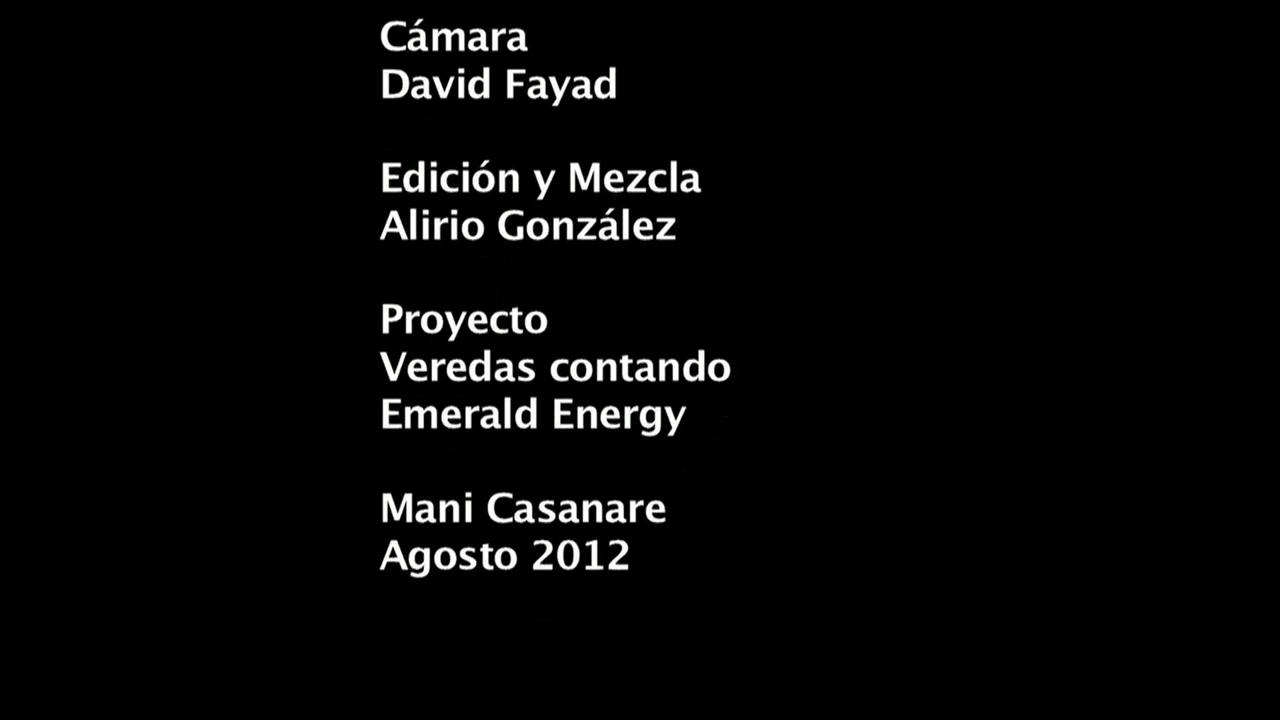 Cámara
David Fayad
Edición y Mezcla
Alirio González
Proyecto
Veredas contando
Emerald Energy
Mani Casanare
Agosto 2012